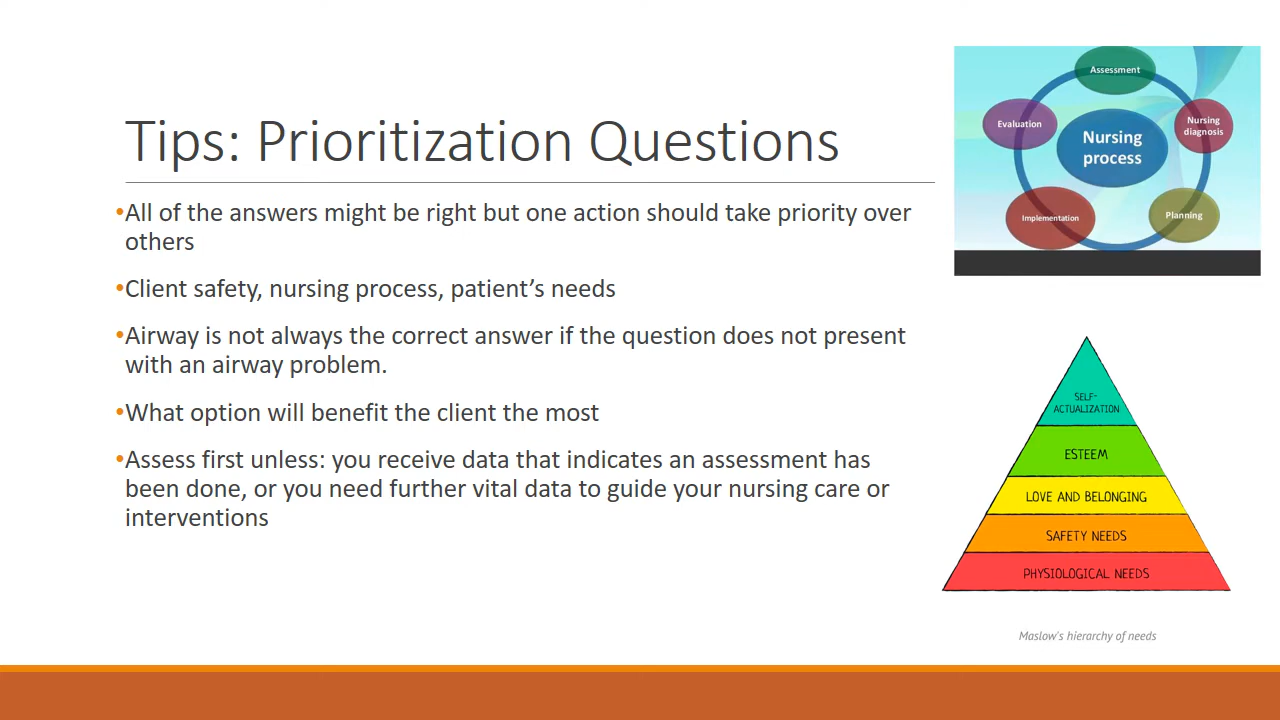 Tips: Prioritization Questions
•All of the answers might be right but one action should take priority over
others
•Client safety, nursing process, patient’s needs
•Airway is not always the correct answer if the question does not present
with an airway problem.
•What option will benefit the client the most
•Assess first unless: you receive data that indicates an assessment has
been done, or you need further vital data to guide your nursing care or
interventions
Assessment
Evaluation
Nursing
diagnosis
Nursing
process
Implementation
Planning
SELF-
ACTUALIZATION
ESTEEM
LOVE AND BELONGING
SAFETY NEEDS
PHYSIOLOGICAL NEEDS
Maslow's hierarchy of needs